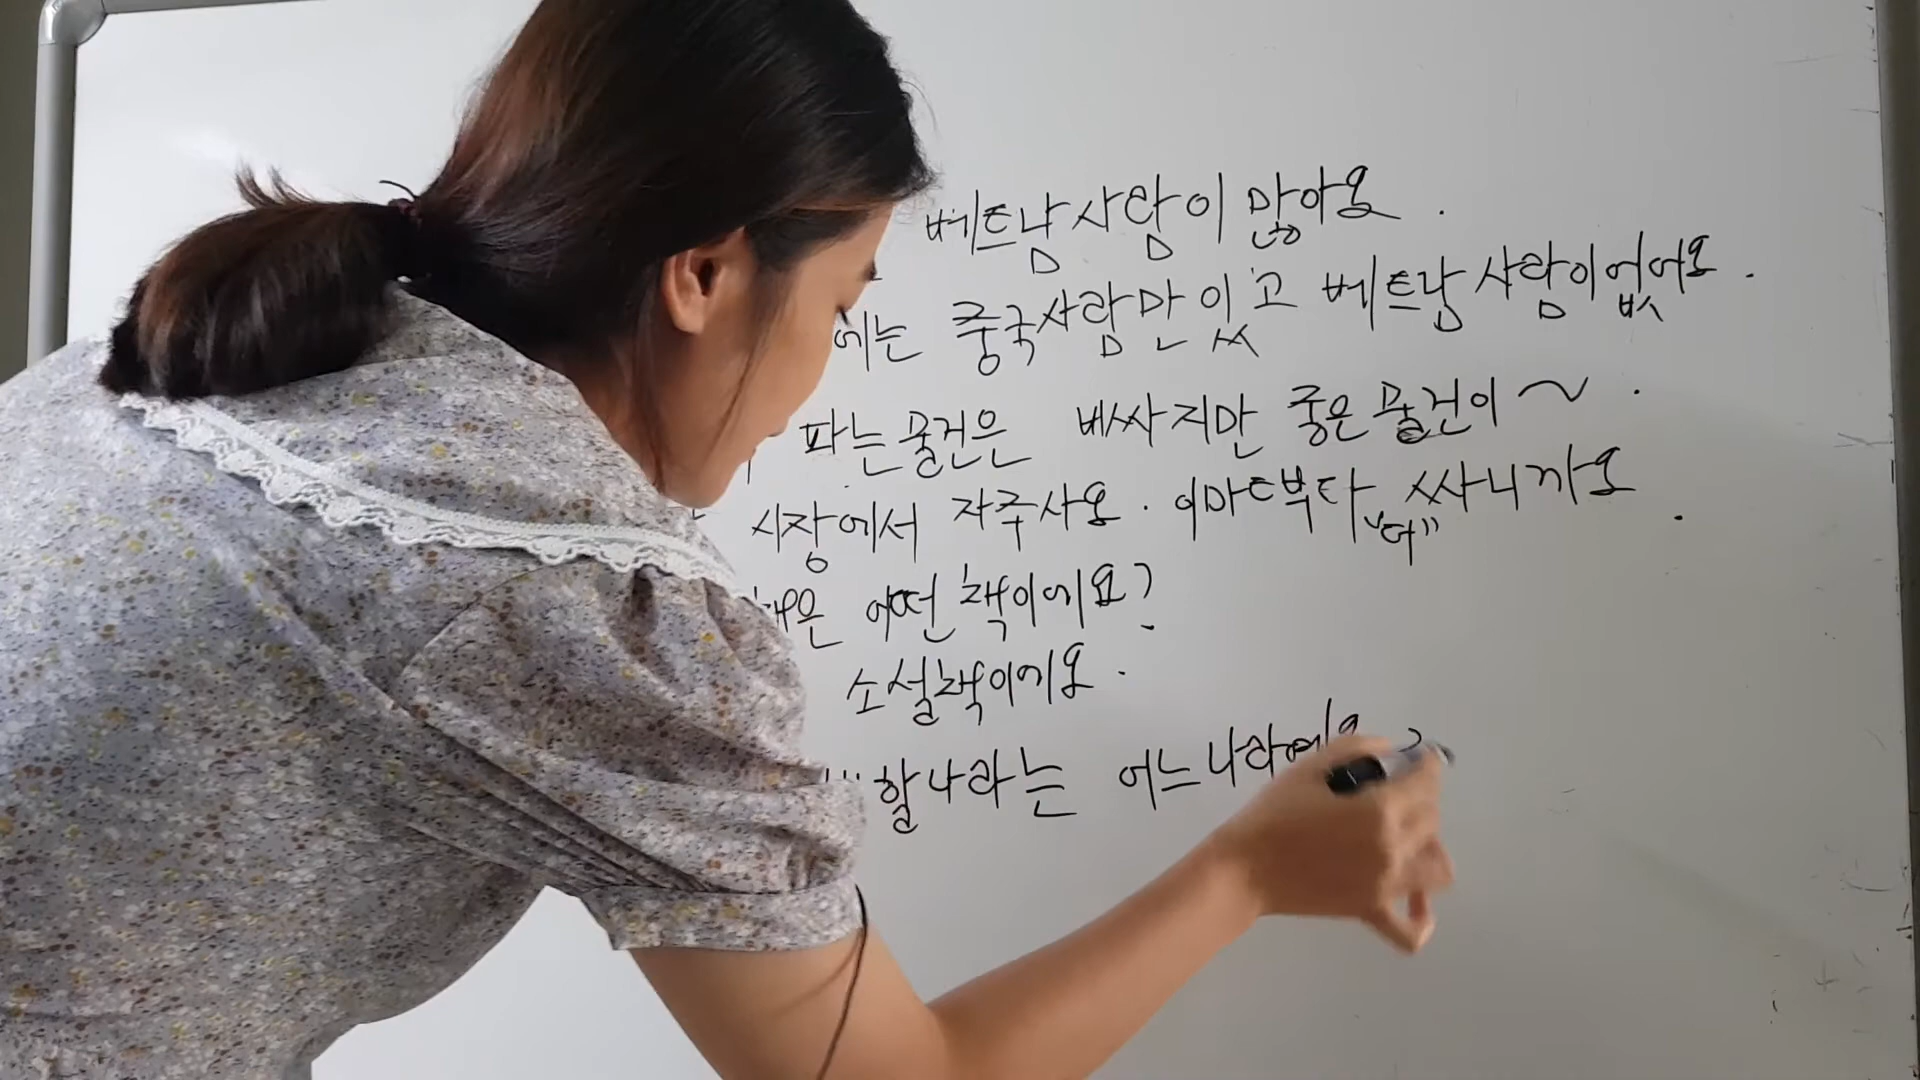 베트남사람이 많아요.
에는 중국사람만 있고 베트남 사람이 없어요.
파는 물건은 비싸지만 좋은 물건이~.
시장에서 자주 사요. 이마트부타 "더" 싸니까요.
책은 어떤 책이에요?
소설책이에요.
할 나라는 어느 나라예요?